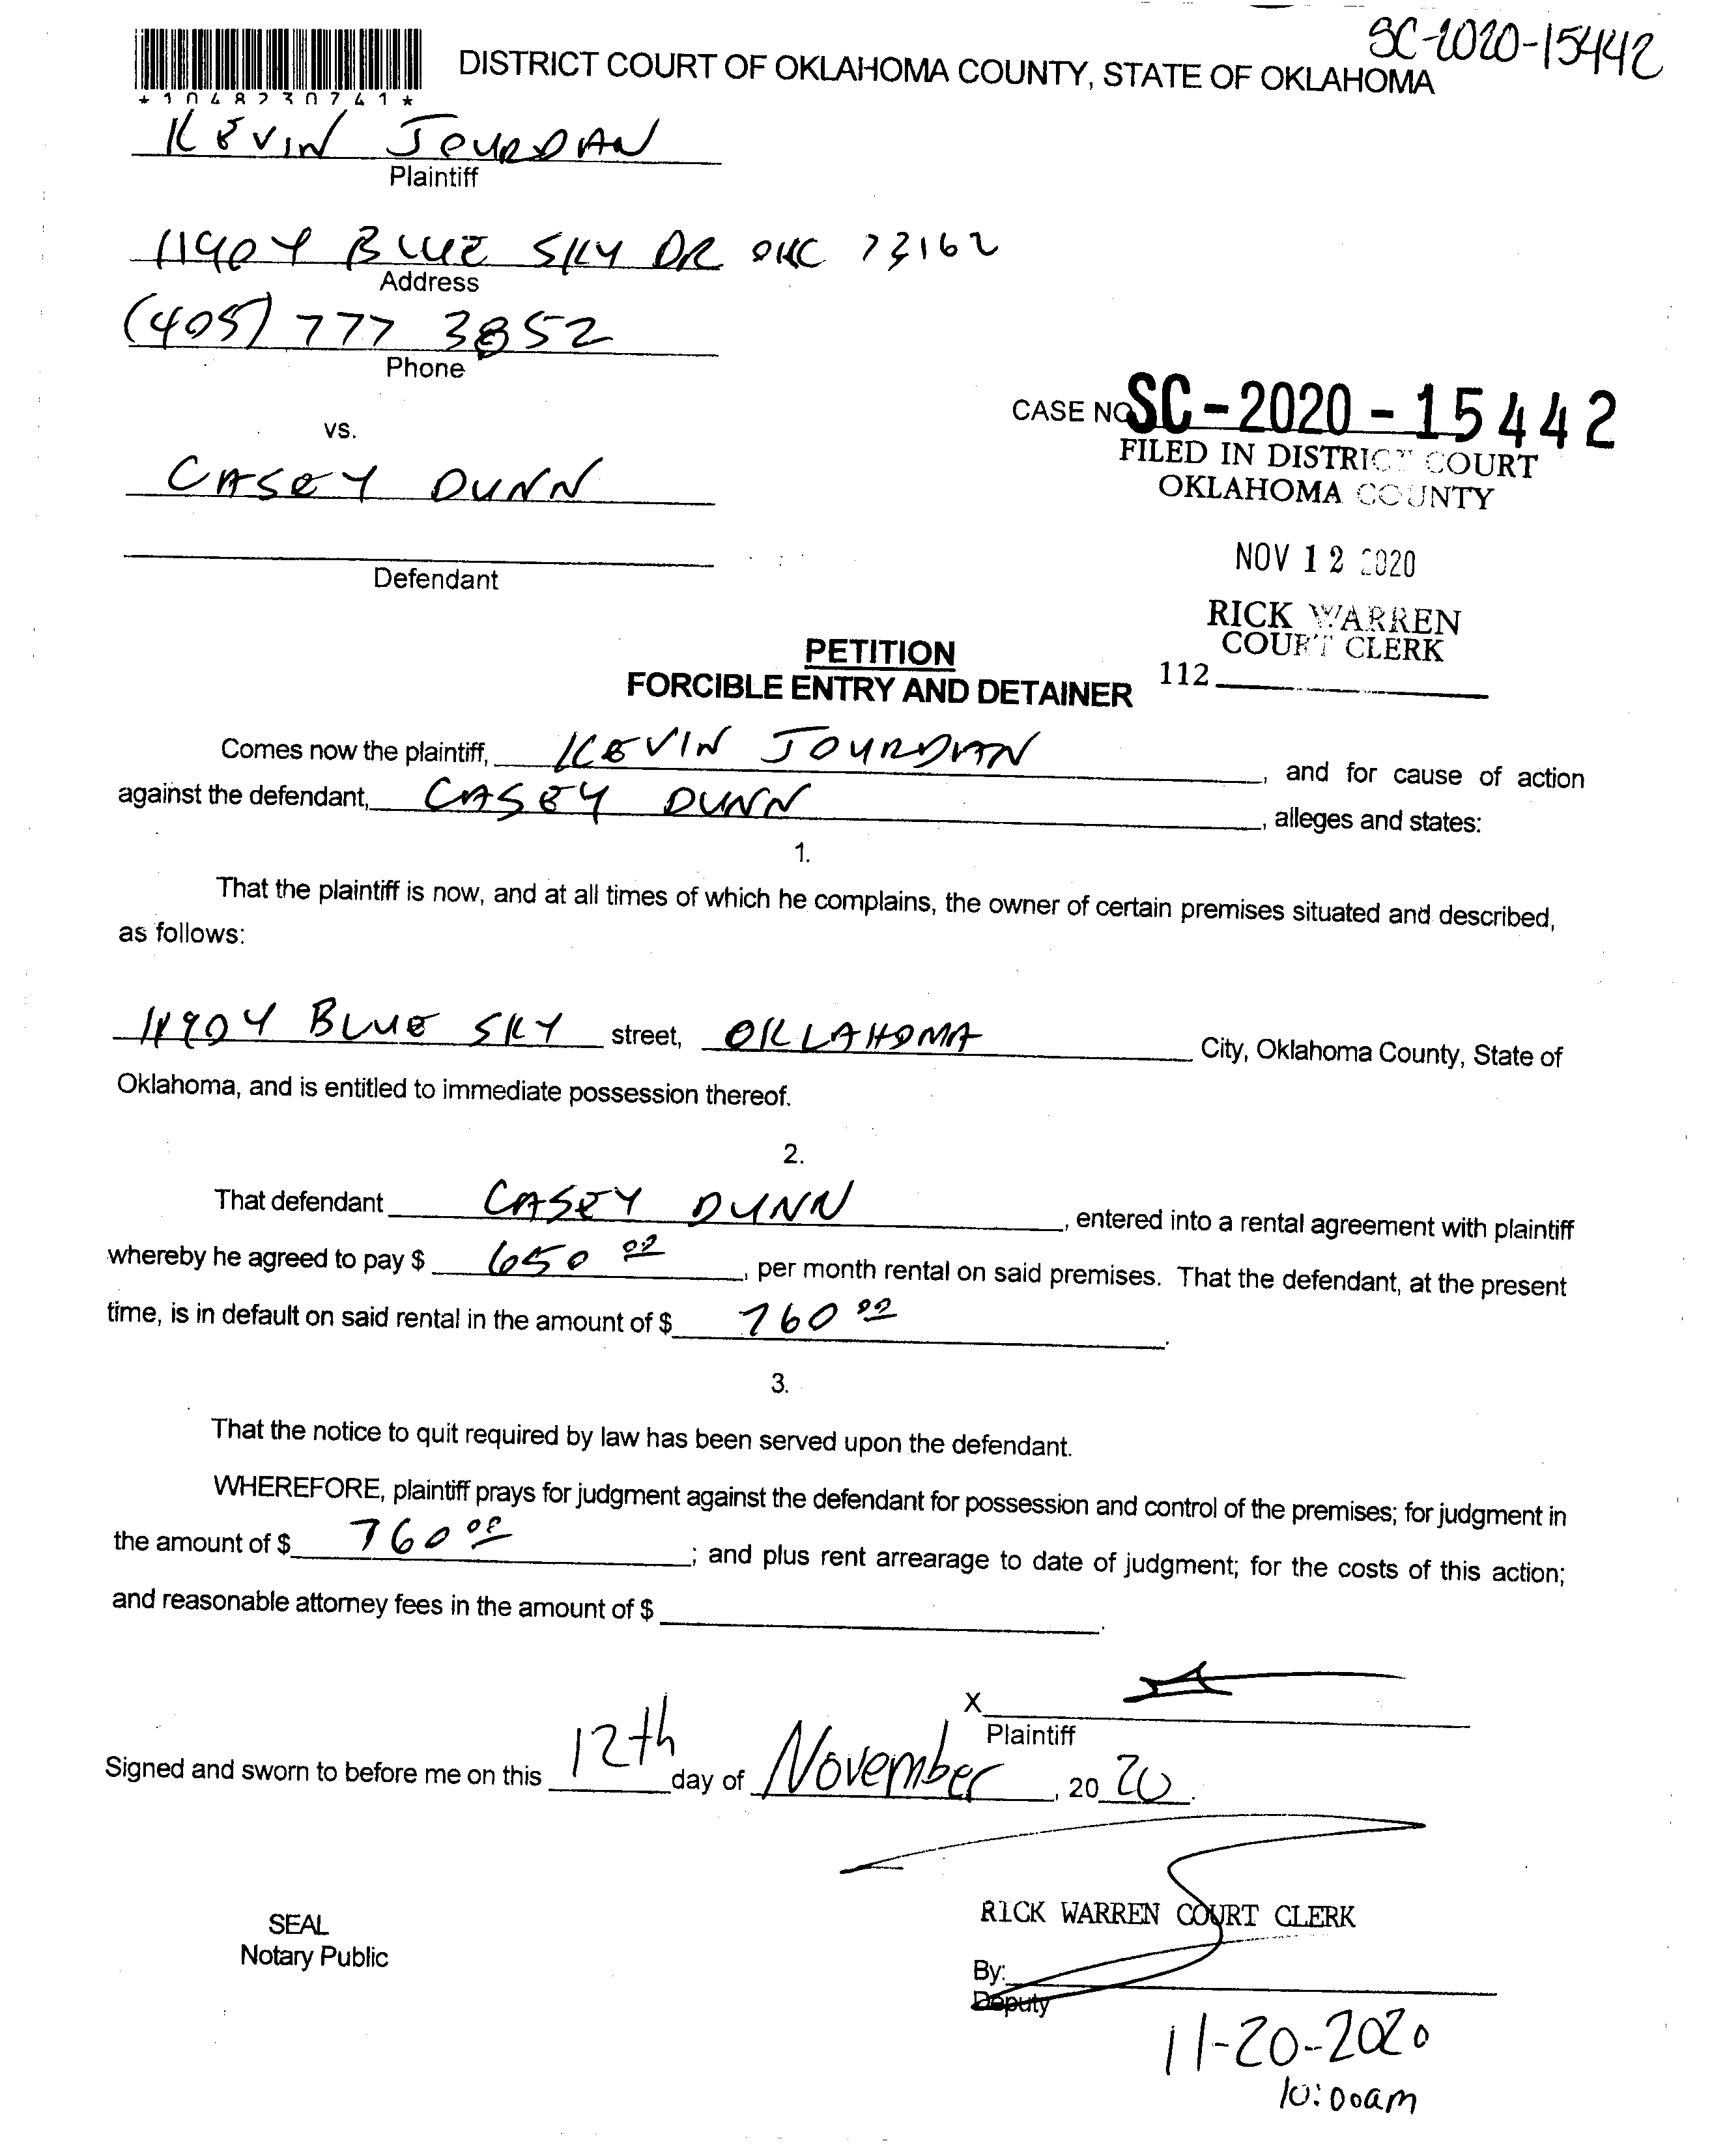 SC-2020-15442
DISTRICT COURT OF OKLAHOMA COUNTY, STATE OF OKLAHOMA
*1048230741*
KEVIN JOURDAN
Plaintiff
11904 BLUE SKY DR OKC 73162
Address
(405) 777 3852
Phone
vs.
CASE NO SC-2020-15442
FILED IN DISTRICT COURT
OKLAHOMA COUNTY
CASEY DUNN
NOV 12 2020
Defendant
RICK WARREN
COURT CLERK
112
PETITION
FORCIBLE ENTRY AND DETAINER
Comes now the plaintiff, KEVIN JOURDAN, and for cause of action
against the defendant, CASEY DUNN, alleges and states:
1.
That the plaintiff is now, and at all times of which he complains, the owner of certain premises situated and described,
as follows:
11904 BLUE SKY street, OKLAHOMA City, Oklahoma County, State of
Oklahoma, and is entitled to immediate possession thereof.
2.
That defendant CASEY DUNN, entered into a rental agreement with plaintiff
whereby he agreed to pay $ 650 00, per month rental on said premises. That the defendant, at the present
time, is in default on said rental in the amount of $ 760 00.
3.
That the notice to quit required by law has been served upon the defendant.
WHEREFORE, plaintiff prays for judgment against the defendant for possession and control of the premises; for judgment in
the amount of $ 760 00; and plus rent arrearage to date of judgment; for the costs of this action;
and reasonable attorney fees in the amount of $ .
X
Plaintiff
Signed and sworn to before me on this 12th day of November, 2020.
RICK WARREN COURT CLERK
SEAL
Notary Public
By:
Deputy
11-20-2020
10:00am